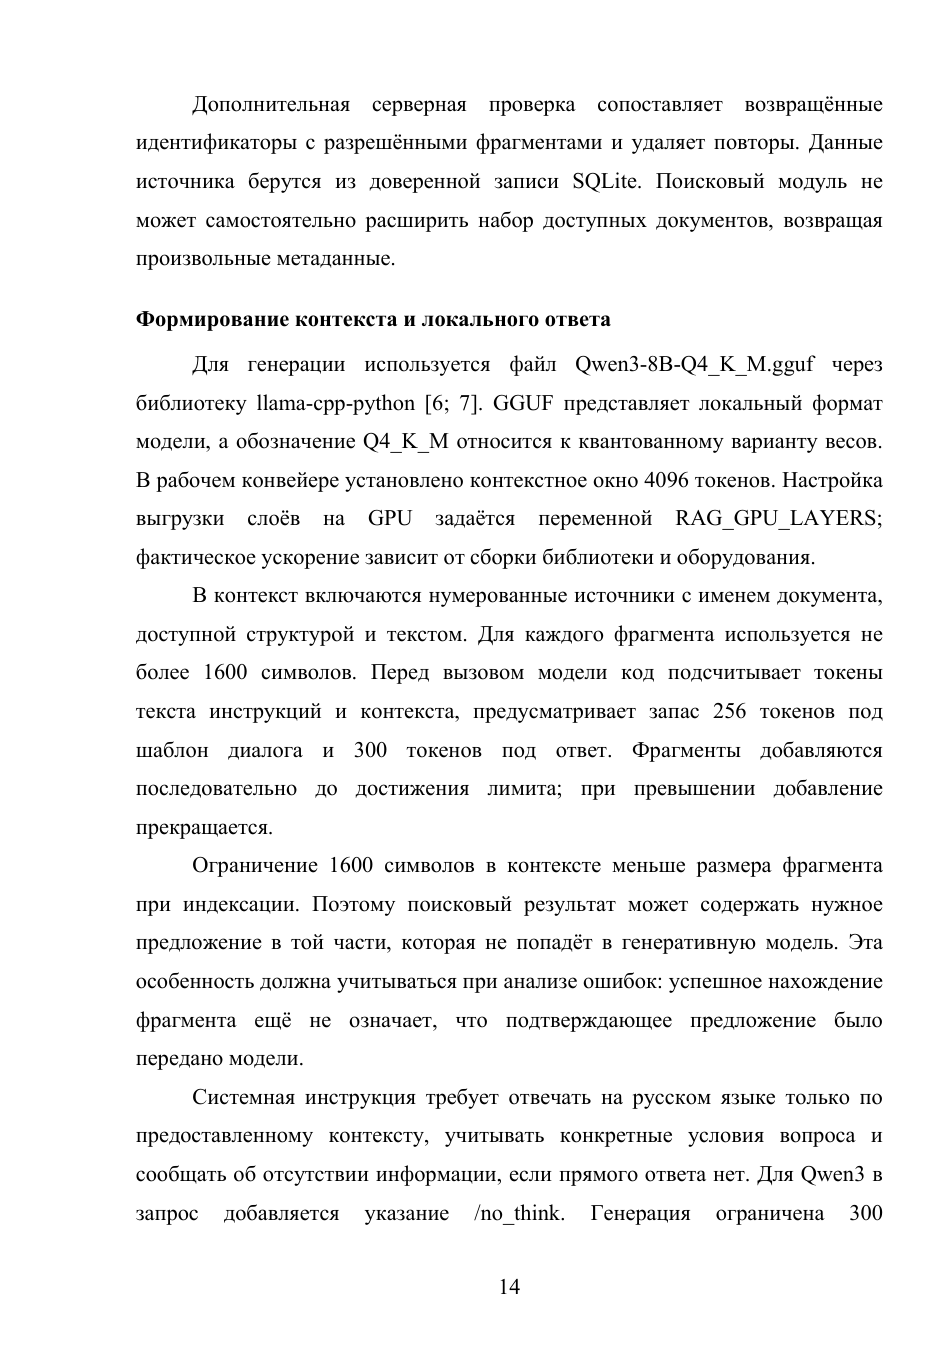 Дополнительная серверная проверка сопоставляет возвращённые
идентификаторы с разрешёнными фрагментами и удаляет повторы. Данные
источника берутся из доверенной записи SQLite. Поисковый модуль не
может самостоятельно расширить набор доступных документов, возвращая
произвольные метаданные.
Формирование контекста и локального ответа
Для генерации используется файл Qwen3-8B-Q4_K_M.gguf через
библиотеку llama-cpp-python [6; 7]. GGUF представляет локальный формат
модели, а обозначение Q4_K_M относится к квантованному варианту весов.
В рабочем конвейере установлено контекстное окно 4096 токенов. Настройка
выгрузки слоёв на GPU задаётся переменной RAG_GPU_LAYERS;
фактическое ускорение зависит от сборки библиотеки и оборудования.
В контекст включаются нумерованные источники с именем документа,
доступной структурой и текстом. Для каждого фрагмента используется не
более 1600 символов. Перед вызовом модели код подсчитывает токены
текста инструкций и контекста, предусматривает запас 256 токенов под
шаблон диалога и 300 токенов под ответ. Фрагменты добавляются
последовательно до достижения лимита; при превышении добавление
прекращается.
Ограничение 1600 символов в контексте меньше размера фрагмента
при индексации. Поэтому поисковый результат может содержать нужное
предложение в той части, которая не попадёт в генеративную модель. Эта
особенность должна учитываться при анализе ошибок: успешное нахождение
фрагмента ещё не означает, что подтверждающее предложение было
передано модели.
Системная инструкция требует отвечать на русском языке только по
предоставленному контексту, учитывать конкретные условия вопроса и
сообщать об отсутствии информации, если прямого ответа нет. Для Qwen3 в
запрос добавляется указание /no_think. Генерация ограничена 300
14